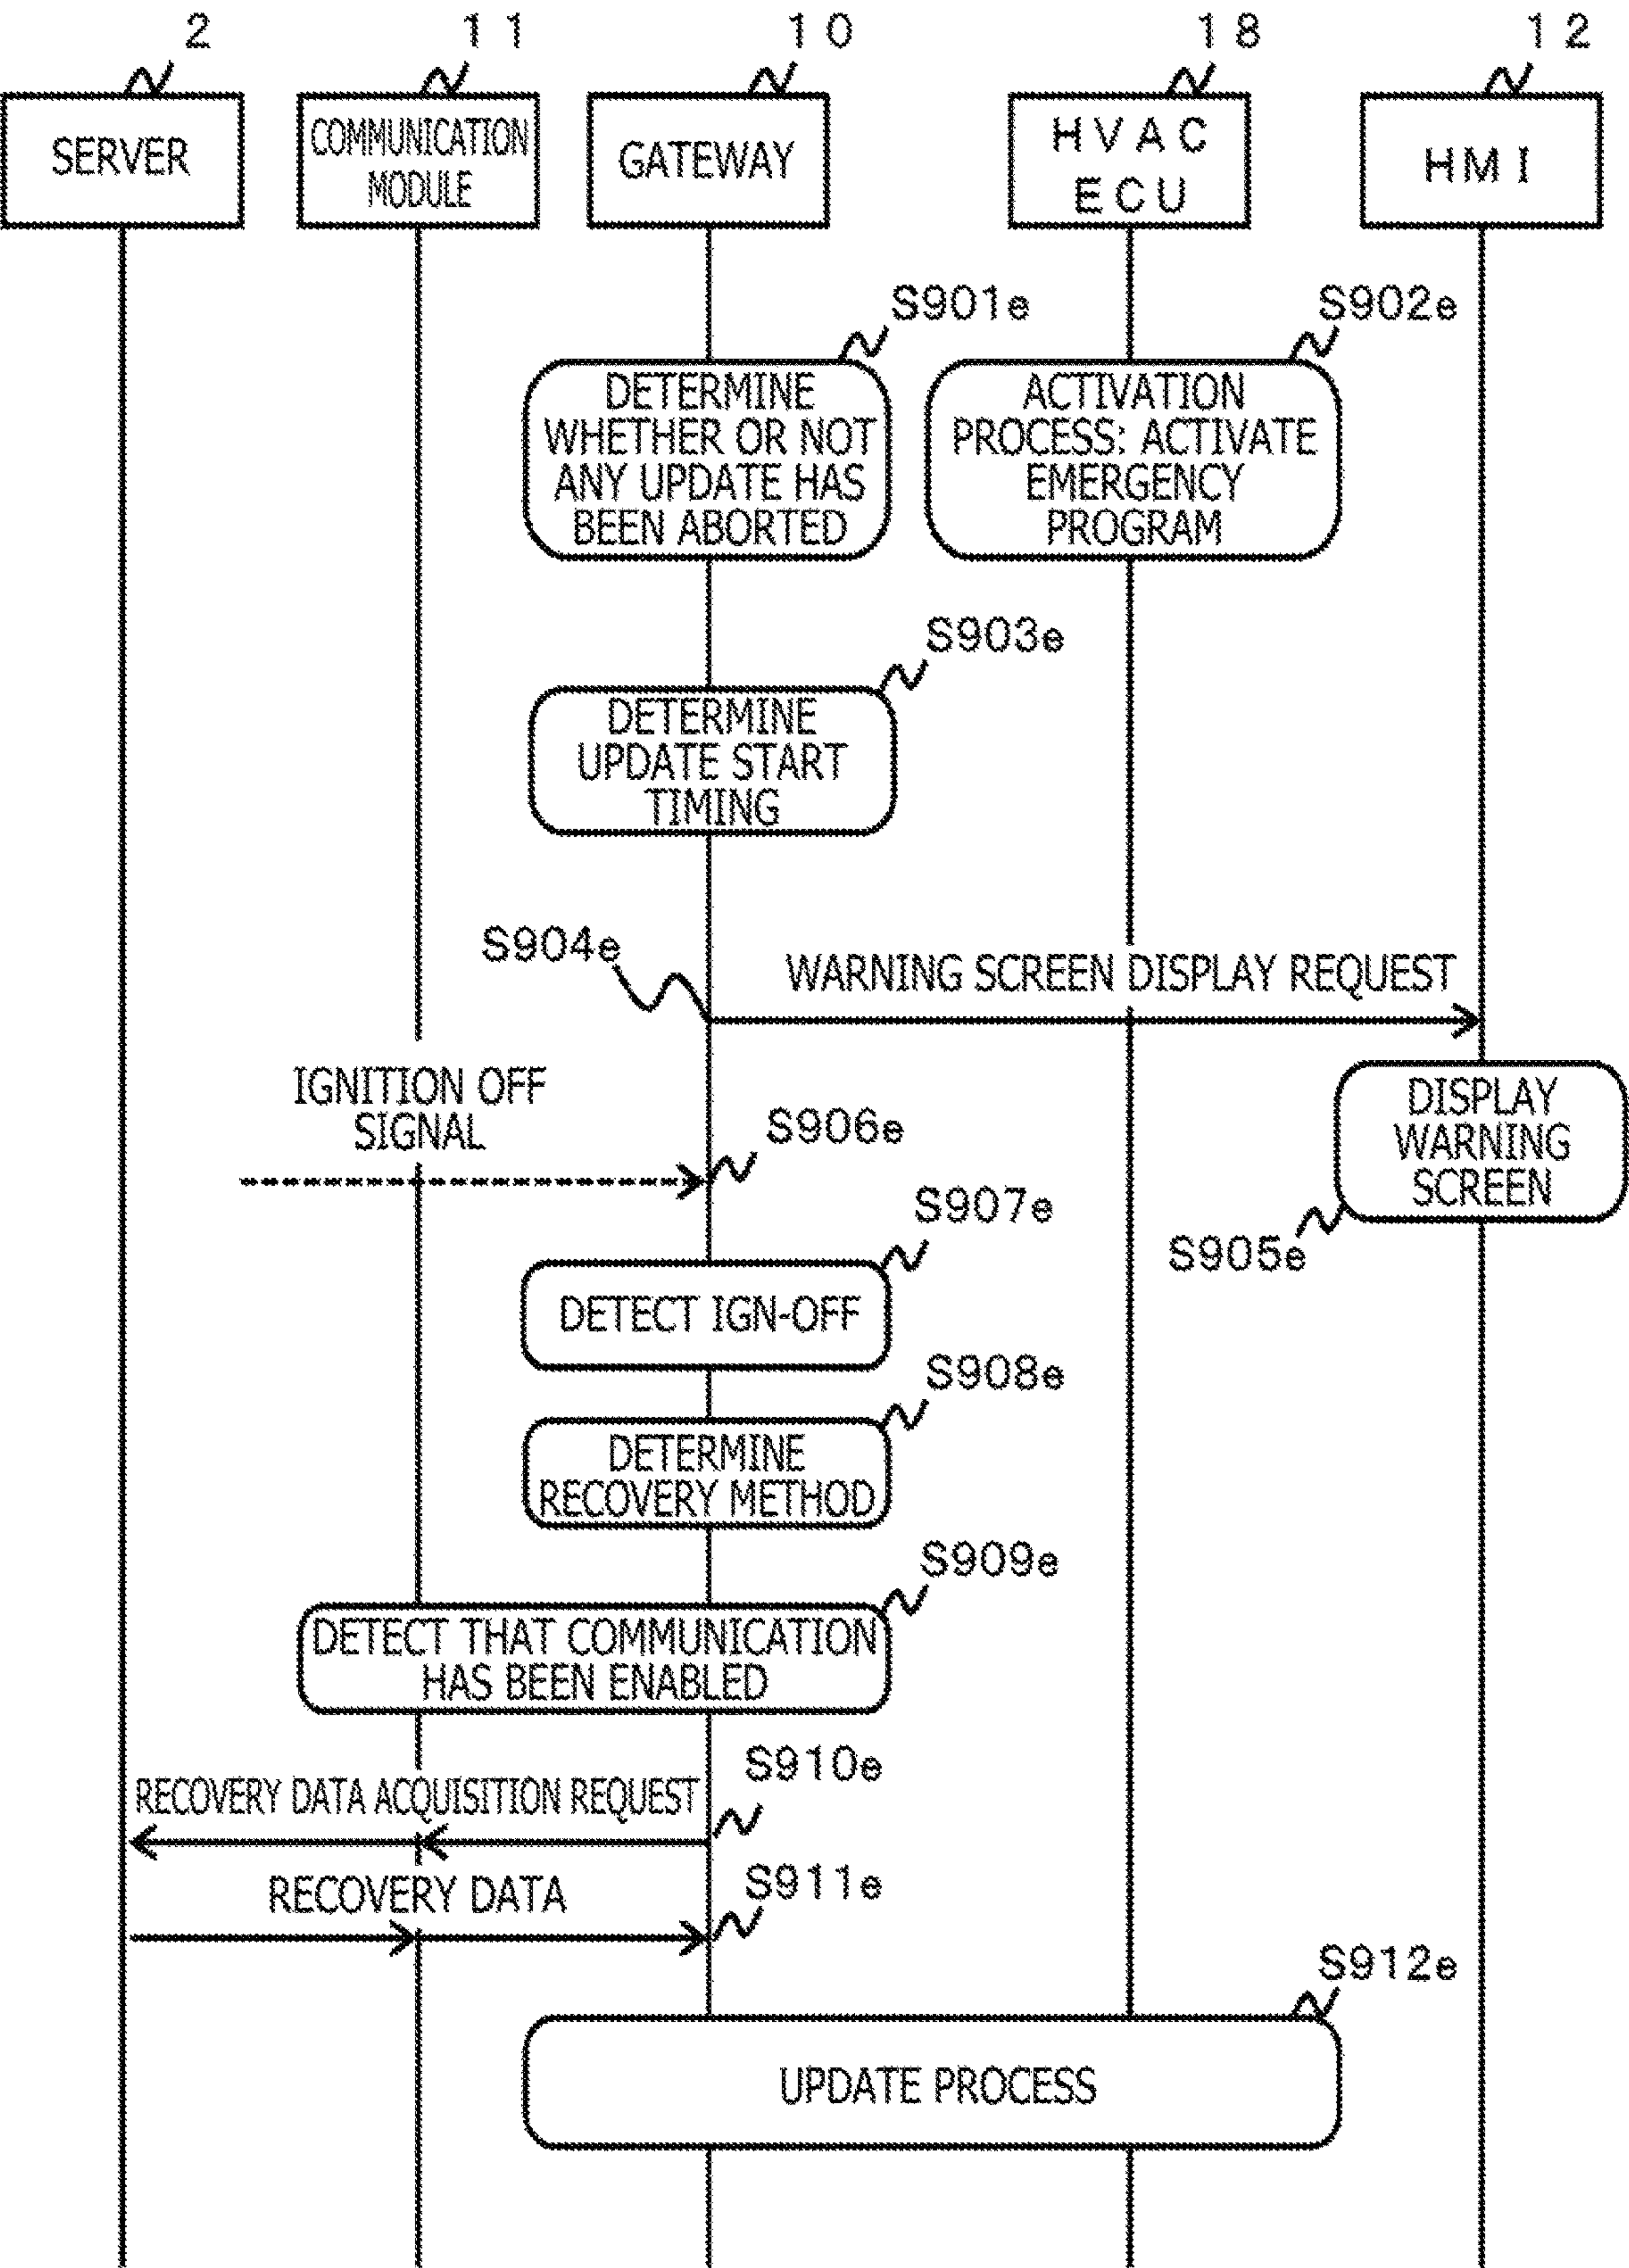 2
11
10
18
12
SERVER
COMMUNICATION
MODULE
GATEWAY
HVAC
ECU
HMI
S901e
S902e
DETERMINE
WHETHER OR NOT
ANY UPDATE HAS
BEEN ABORTED
ACTIVATION
PROCESS: ACTIVATE
EMERGENCY
PROGRAM
S903e
DETERMINE
UPDATE START
TIMING
S904e
WARNING SCREEN DISPLAY REQUEST
IGNITION OFF
SIGNAL
S906e
DISPLAY
WARNING
SCREEN
S905e
S907e
DETECT IGN-OFF
S908e
DETERMINE
RECOVERY METHOD
S909e
DETECT THAT COMMUNICATION
HAS BEEN ENABLED
S910e
RECOVERY DATA ACQUISITION REQUEST
S911e
RECOVERY DATA
S912e
UPDATE PROCESS